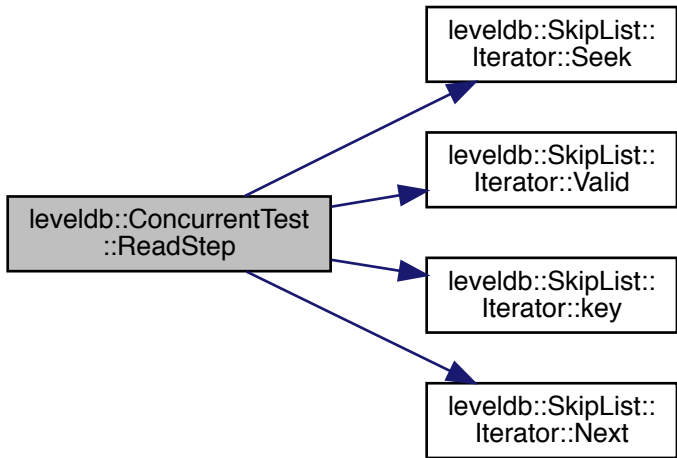 leveldb::SkipList::
Iterator::Seek
leveldb::SkipList::
Iterator::Valid
leveldb::ConcurrentTest
::ReadStep
leveldb::SkipList::
Iterator::key
leveldb::SkipList::
Iterator::Next